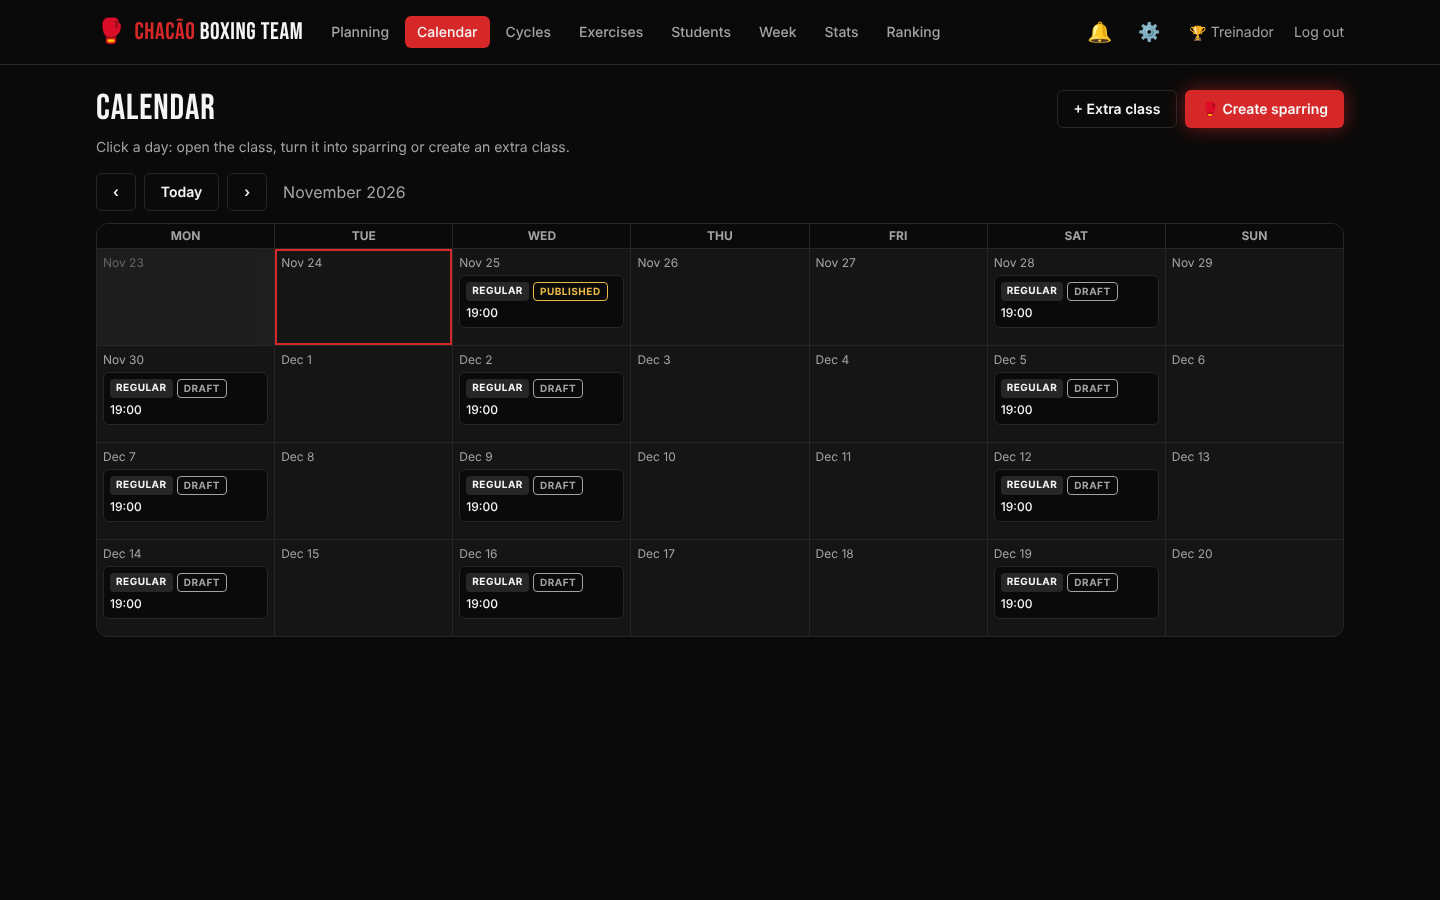 CHACÃO BOXING TEAM Planning Calendar Cycles Exercises Students Week Stats Ranking Treinador Log out
CALENDAR
+ Extra class Create sparring
Click a day: open the class, turn it into sparring or create an extra class.
‹ Today › November 2026
MON TUE WED THU FRI SAT SUN
Nov 23 Nov 24 Nov 25 Nov 26 Nov 27 Nov 28 Nov 29
REGULAR PUBLISHED REGULAR DRAFT
19:00 19:00
Nov 30 Dec 1 Dec 2 Dec 3 Dec 4 Dec 5 Dec 6
REGULAR DRAFT REGULAR DRAFT REGULAR DRAFT
19:00 19:00 19:00
Dec 7 Dec 8 Dec 9 Dec 10 Dec 11 Dec 12 Dec 13
REGULAR DRAFT REGULAR DRAFT REGULAR DRAFT
19:00 19:00 19:00
Dec 14 Dec 15 Dec 16 Dec 17 Dec 18 Dec 19 Dec 20
REGULAR DRAFT REGULAR DRAFT REGULAR DRAFT
19:00 19:00 19:00